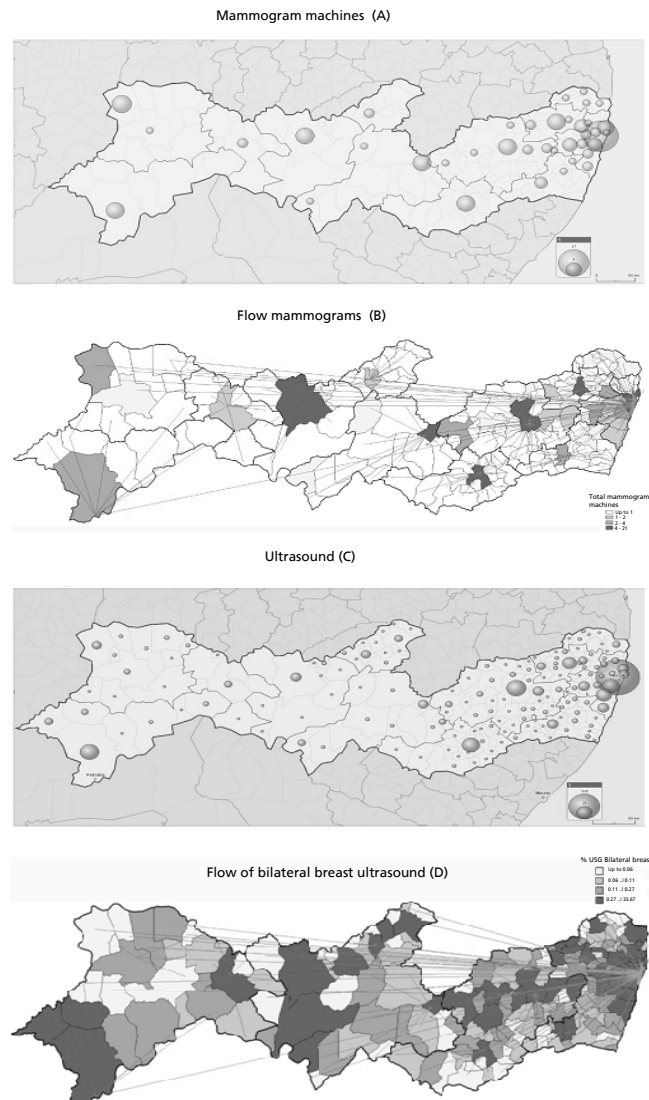 Mammogram machines (A)
Flow mammograms (B)
Total mammogram
machines
Up to 1
1 - 2
2 - 4
4 - 21
Ultrasound (C)
% USG Bilateral breas
Flow of bilateral breast ultrasound (D)
Up to 0.06
0.06 ..| 0.11
0.11 ..| 0.27
0.27 ..| 33.67